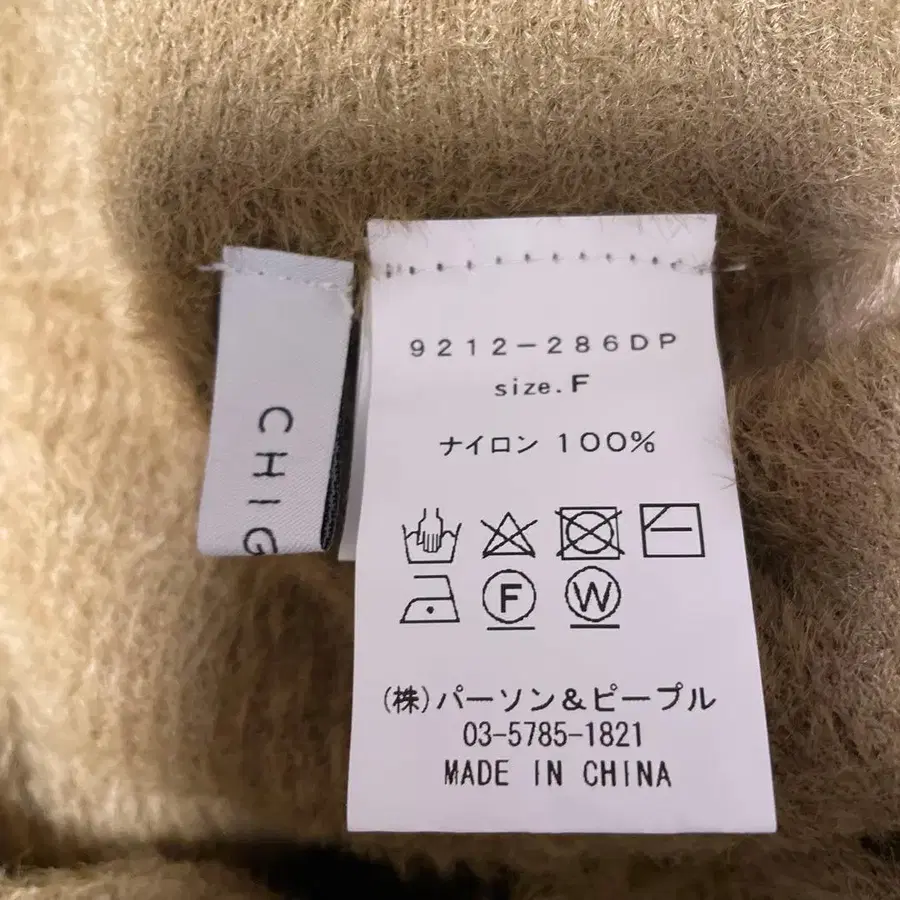 CHIG
9212-286DP
size.F
ナイロン 100%
F W
(株)パーソン&ピープル
03-5785-1821
MADE IN CHINA